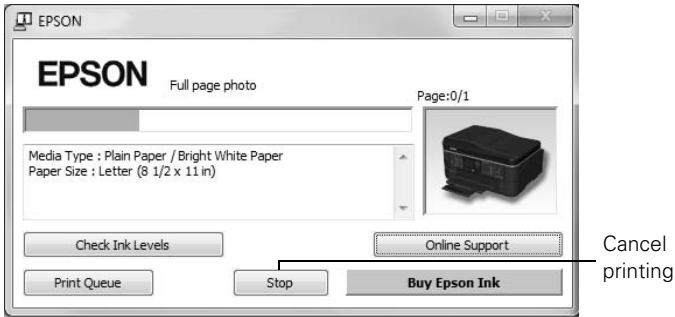 EPSON
EPSON
Full page photo
Page:0/1
Media Type : Plain Paper / Bright White Paper
Paper Size : Letter (8 1/2 x 11 in)
Check Ink Levels
Online Support
Print Queue
Stop
Buy Epson Ink
Cancel
printing